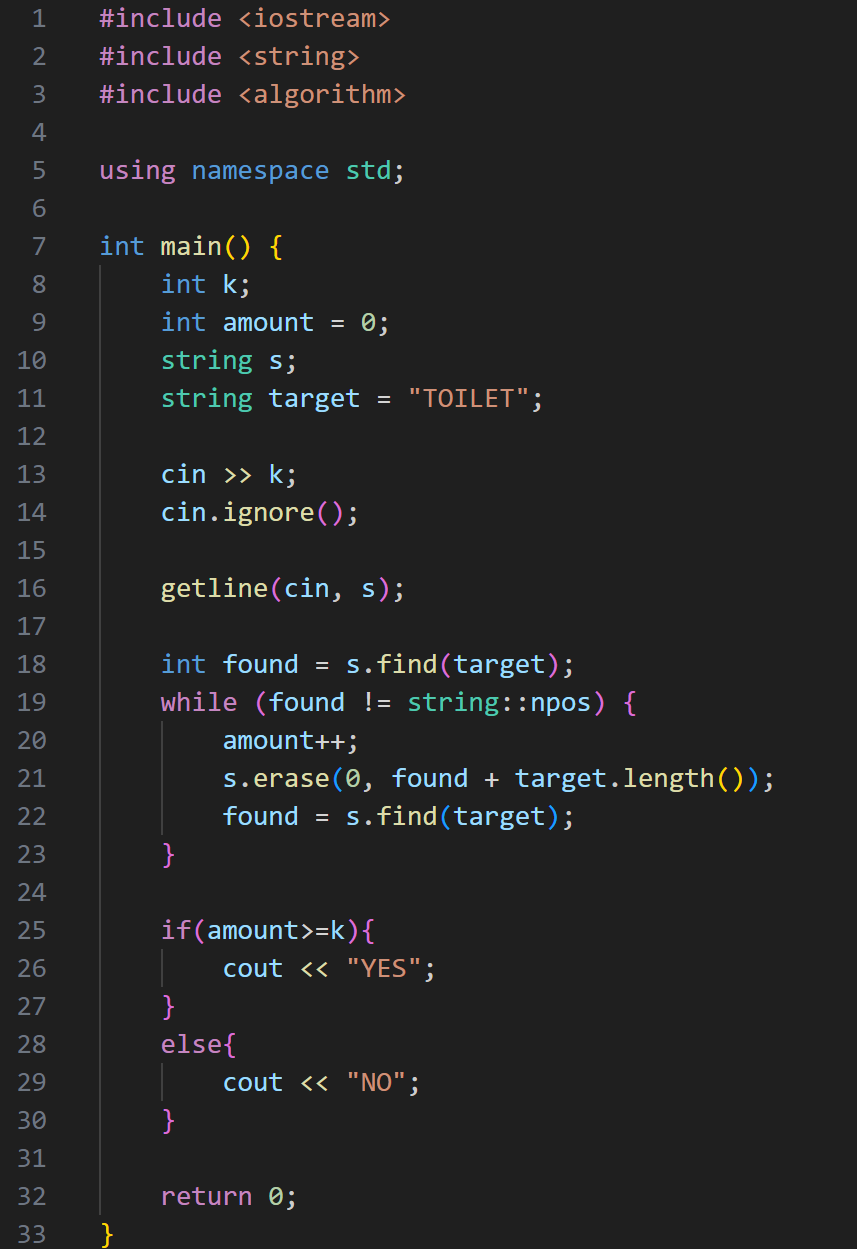 1 #include <iostream>
2 #include <string>
3 #include <algorithm>
4
5 using namespace std;
6
7 int main() {
8     int k;
9     int amount = 0;
10     string s;
11     string target = "TOILET";
12
13     cin >> k;
14     cin.ignore();
15
16     getline(cin, s);
17
18     int found = s.find(target);
19     while (found != string::npos) {
20         amount++;
21         s.erase(0, found + target.length());
22         found = s.find(target);
23     }
24
25     if(amount>=k){
26         cout << "YES";
27     }
28     else{
29         cout << "NO";
30     }
31
32     return 0;
33 }